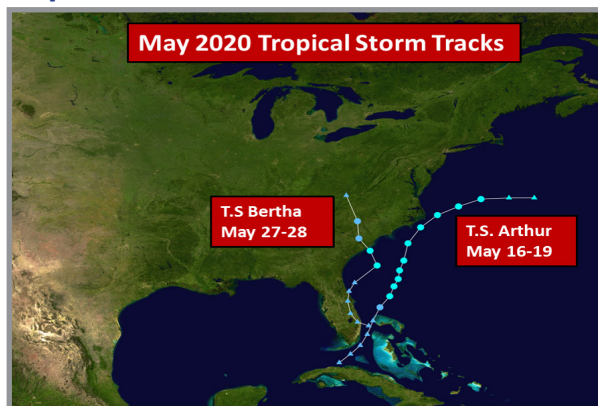 May 2020 Tropical Storm Tracks
T.S Bertha
May 27-28
T.S. Arthur
May 16-19